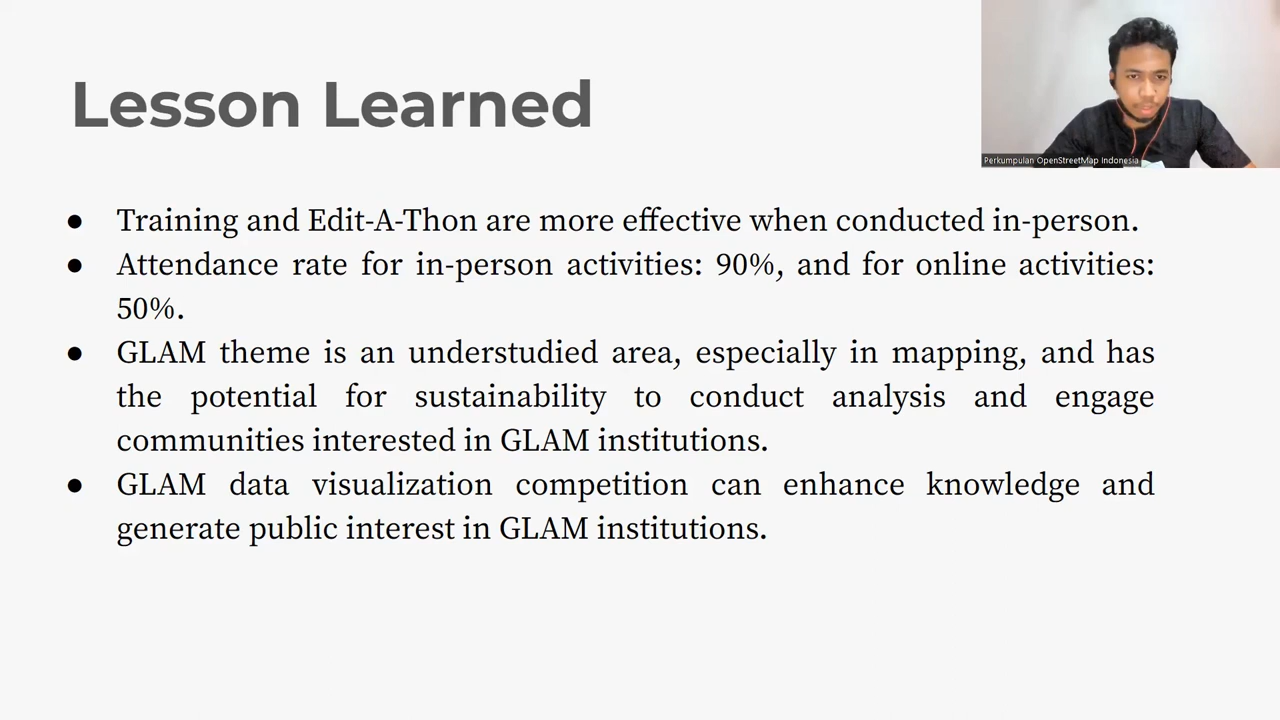 Lesson Learned
Perkumpulan OpenStreetMap Indonesia
● Training and Edit-A-Thon are more effective when conducted in-person.
● Attendance rate for in-person activities: 90%, and for online activities:
50%.
● GLAM theme is an understudied area, especially in mapping, and has
the potential for sustainability to conduct analysis and engage
communities interested in GLAM institutions.
● GLAM data visualization competition can enhance knowledge and
generate public interest in GLAM institutions.